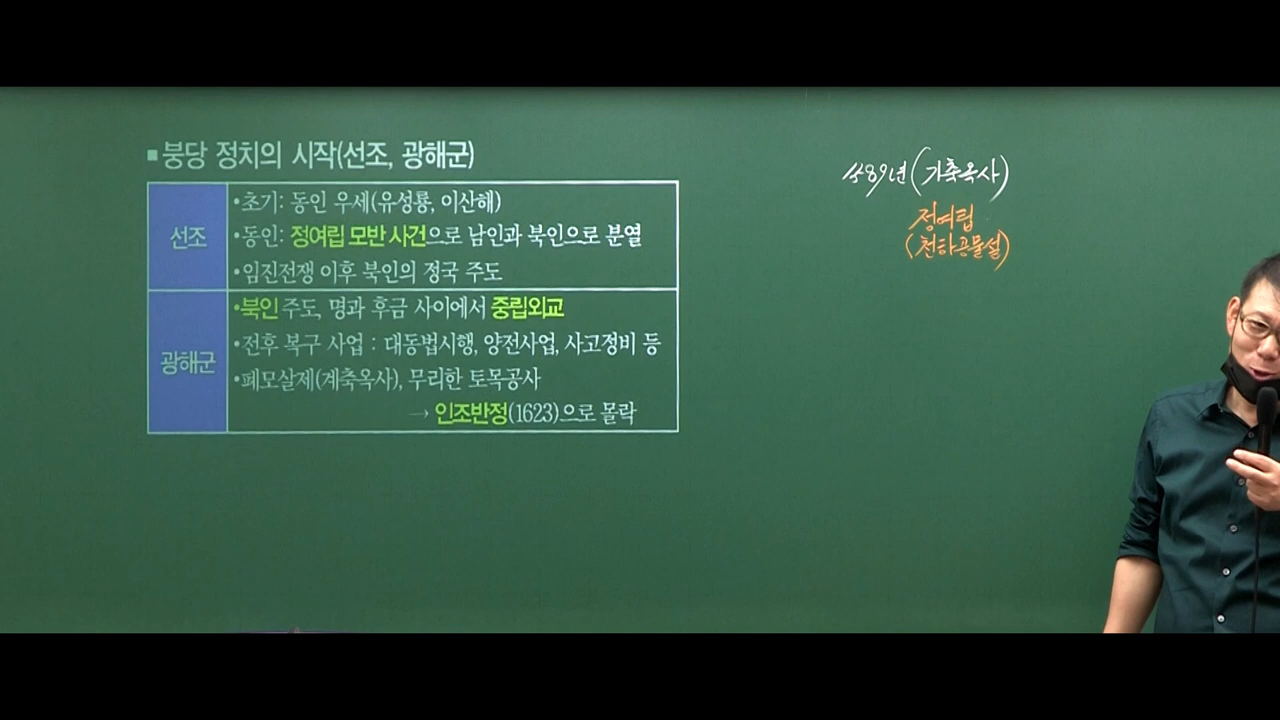 ▪붕당 정치의 시작(선조, 광해군)
선조
•초기: 동인 우세(유성룡, 이산해)
•동인: 정여립 모반 사건으로 남인과 북인으로 분열
•임진전쟁 이후 북인의 정국 주도
광해군
•북인 주도, 명과 후금 사이에서 중립외교
•전후 복구 사업 : 대동법시행, 양전사업, 사고정비 등
•폐모살제(계축옥사), 무리한 토목공사
→ 인조반정(1623)으로 몰락
1589년(기축옥사)
정여립
(천하공물설)